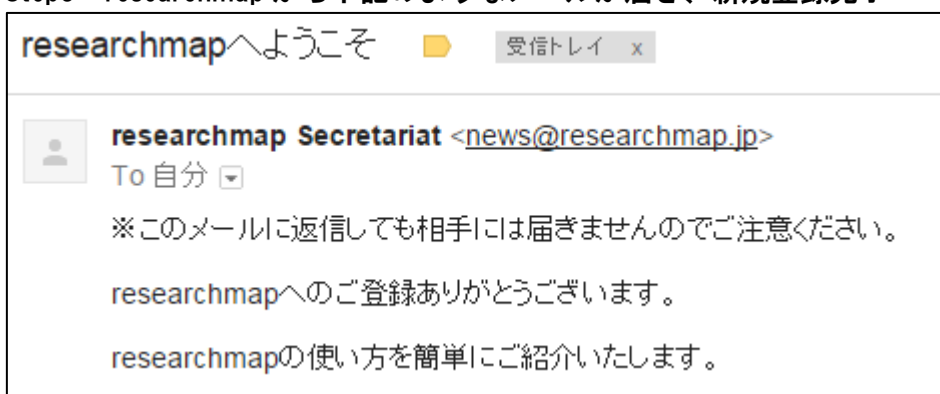 researchmapへようこそ 受信トレイ x
researchmap Secretariat <news@researchmap.jp>
To 自分
※このメールに返信しても相手には届きませんのでご注意ください。
researchmapへのご登録ありがとうございます。
researchmapの使い方を簡単にご紹介いたします。